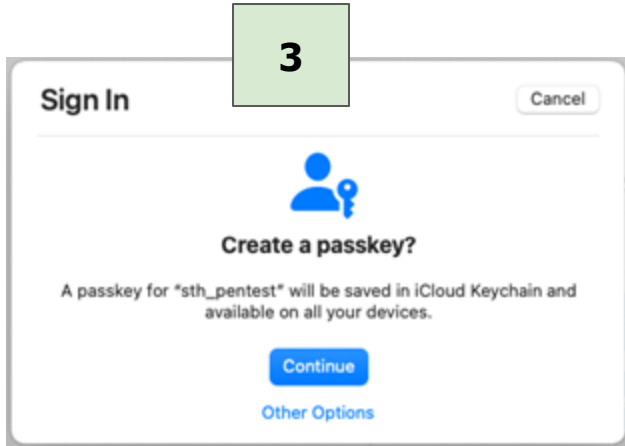 3
Sign In
Cancel
Create a passkey?
A passkey for “sth_pentest” will be saved in iCloud Keychain and
available on all your devices.
Continue
Other Options